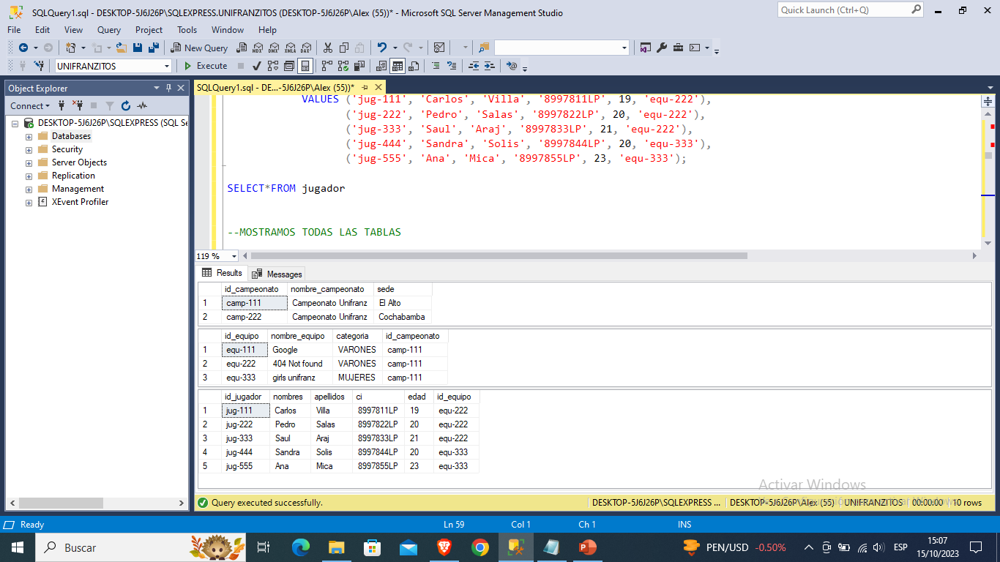 SQLQuery1.sql - DESKTOP-5J6J26P\SQLEXPRESS.UNIFRANZITOS (DESKTOP-5J6J26P\Alex (55))* - Microsoft SQL Server Management Studio
Quick Launch (Ctrl+Q)
File Edit View Query Project Tools Window Help
New Query MDX DMX XMLA DAX
UNIFRANZITOS Execute
Object Explorer
SQLQuery1.sql - DE...-5J6J26P\Alex (55))*
Connect
DESKTOP-5J6J26P\SQLEXPRESS (SQL Se
Databases
Security
Server Objects
Replication
Management
XEvent Profiler
VALUES ('jug-111', 'Carlos', 'Villa', '8997811LP', 19, 'equ-222'),
('jug-222', 'Pedro', 'Salas', '8997822LP', 20, 'equ-222'),
('jug-333', 'Saul', 'Araj', '8997833LP', 21, 'equ-222'),
('jug-444', 'Sandra', 'Solis', '8997844LP', 20, 'equ-333'),
('jug-555', 'Ana', 'Mica', '8997855LP', 23, 'equ-333');
SELECT*FROM jugador
--MOSTRAMOS TODAS LAS TABLAS
119 %
Results Messages
id_campeonato nombre_campeonato sede
1 camp-111 Campeonato Unifranz El Alto
2 camp-222 Campeonato Unifranz Cochabamba
id_equipo nombre_equipo categoria id_campeonato
1 equ-111 Google VARONES camp-111
2 equ-222 404 Not found VARONES camp-111
3 equ-333 girls unifranz MUJERES camp-111
id_jugador nombres apellidos ci edad id_equipo
1 jug-111 Carlos Villa 8997811LP 19 equ-222
2 jug-222 Pedro Salas 8997822LP 20 equ-222
3 jug-333 Saul Araj 8997833LP 21 equ-222
4 jug-444 Sandra Solis 8997844LP 20 equ-333
5 jug-555 Ana Mica 8997855LP 23 equ-333
Activar Windows
Query executed successfully. DESKTOP-5J6J26P\SQLEXPRESS ... DESKTOP-5J6J26P\Alex (55) UNIFRANZITOS 00:00:00 10 rows
Ready Ln 59 Col 1 Ch 1 INS
Buscar PEN/USD -0.50% ESP 15:07
15/10/2023